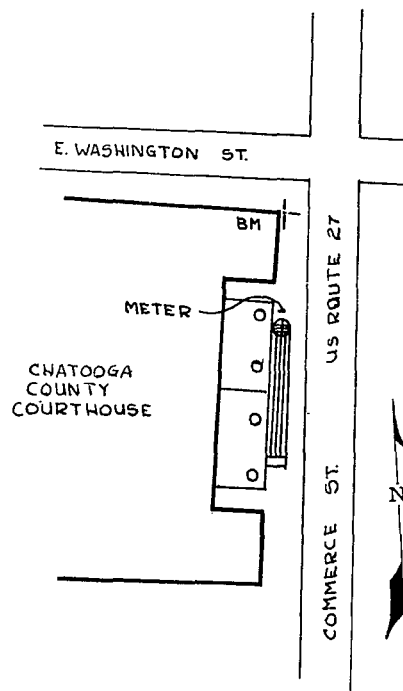 E. WASHINGTON ST.
BM
US ROUTE 27
METER
CHATOOGA
COUNTY
COURTHOUSE
COMMERCE ST.
N